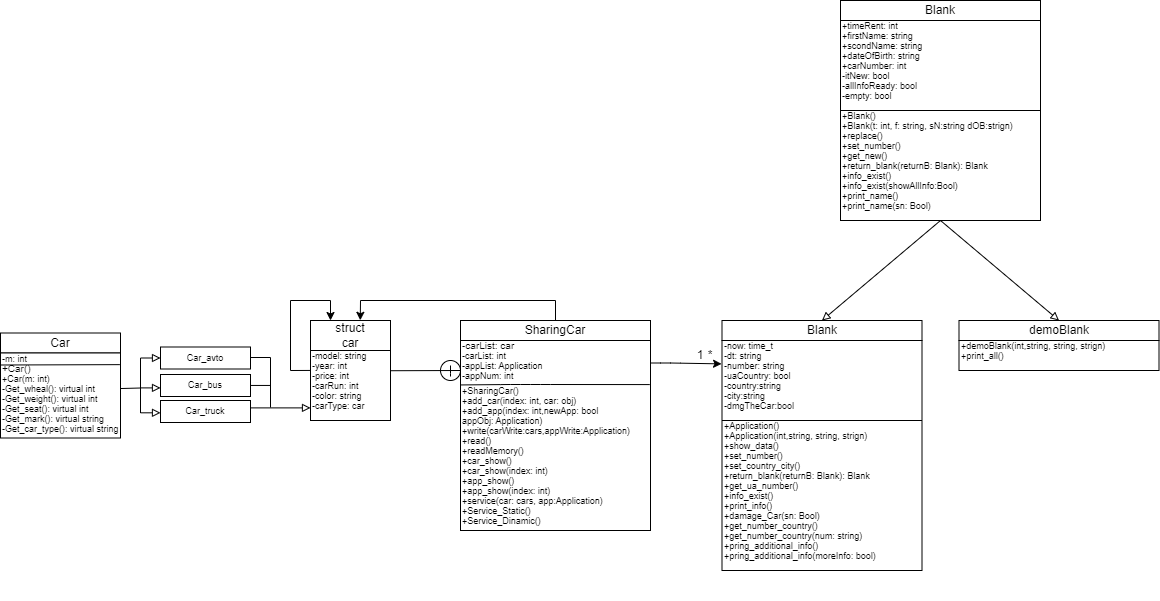 Blank
+timeRent: int
+firstName: string
+scondName: string
+dateOfBirth: string
+carNumber: int
-itNew: bool
-allInfoReady: bool
-empty: bool
+Blank()
+Blank(t: int, f: string, sN:string dOB:strign)
+replace()
+set_number()
+get_new()
+return_blank(returnB: Blank): Blank
+info_exist()
+info_exist(showAllInfo:Bool)
+print_name()
+print_name(sn: Bool)
Car
-m: int
+Car()
+Car(m: int)
-Get_wheal(): virtual int
-Get_weight(): virtual int
-Get_seat(): virtual int
-Get_mark(): virtual string
-Get_car_type(): virtual string
Car_avto
Car_bus
Car_truck
struct
car
-model: string
-year: int
-price: int
-carRun: int
-color: string
-carType: car
SharingCar
-carList: car
-carList: int
-appList: Application
-appNum: int
+SharingCar()
+add_car(index: int, car: obj)
+add_app(index: int,newApp: bool
appObj: Application)
+write(carWrite:cars,appWrite:Application)
+read()
+readMemory()
+car_show()
+car_show(index: int)
+app_show()
+app_show(index: int)
+service(car: cars, app:Application)
+Service_Static()
+Service_Dinamic()
1 *
Blank
-now: time_t
-dt: string
-number: string
-uaCountry: bool
-country:string
-city:string
-dmgTheCar:bool
+Application()
+Application(int,string, string, strign)
+show_data()
+set_number()
+set_country_city()
+return_blank(returnB: Blank): Blank
+get_ua_number()
+info_exist()
+print_info()
+damage_Car(sn: Bool)
+get_number_country()
+get_number_country(num: string)
+pring_additional_info()
+pring_additional_info(moreInfo: bool)
demoBlank
+demoBlank(int,string, string, strign)
+print_all()